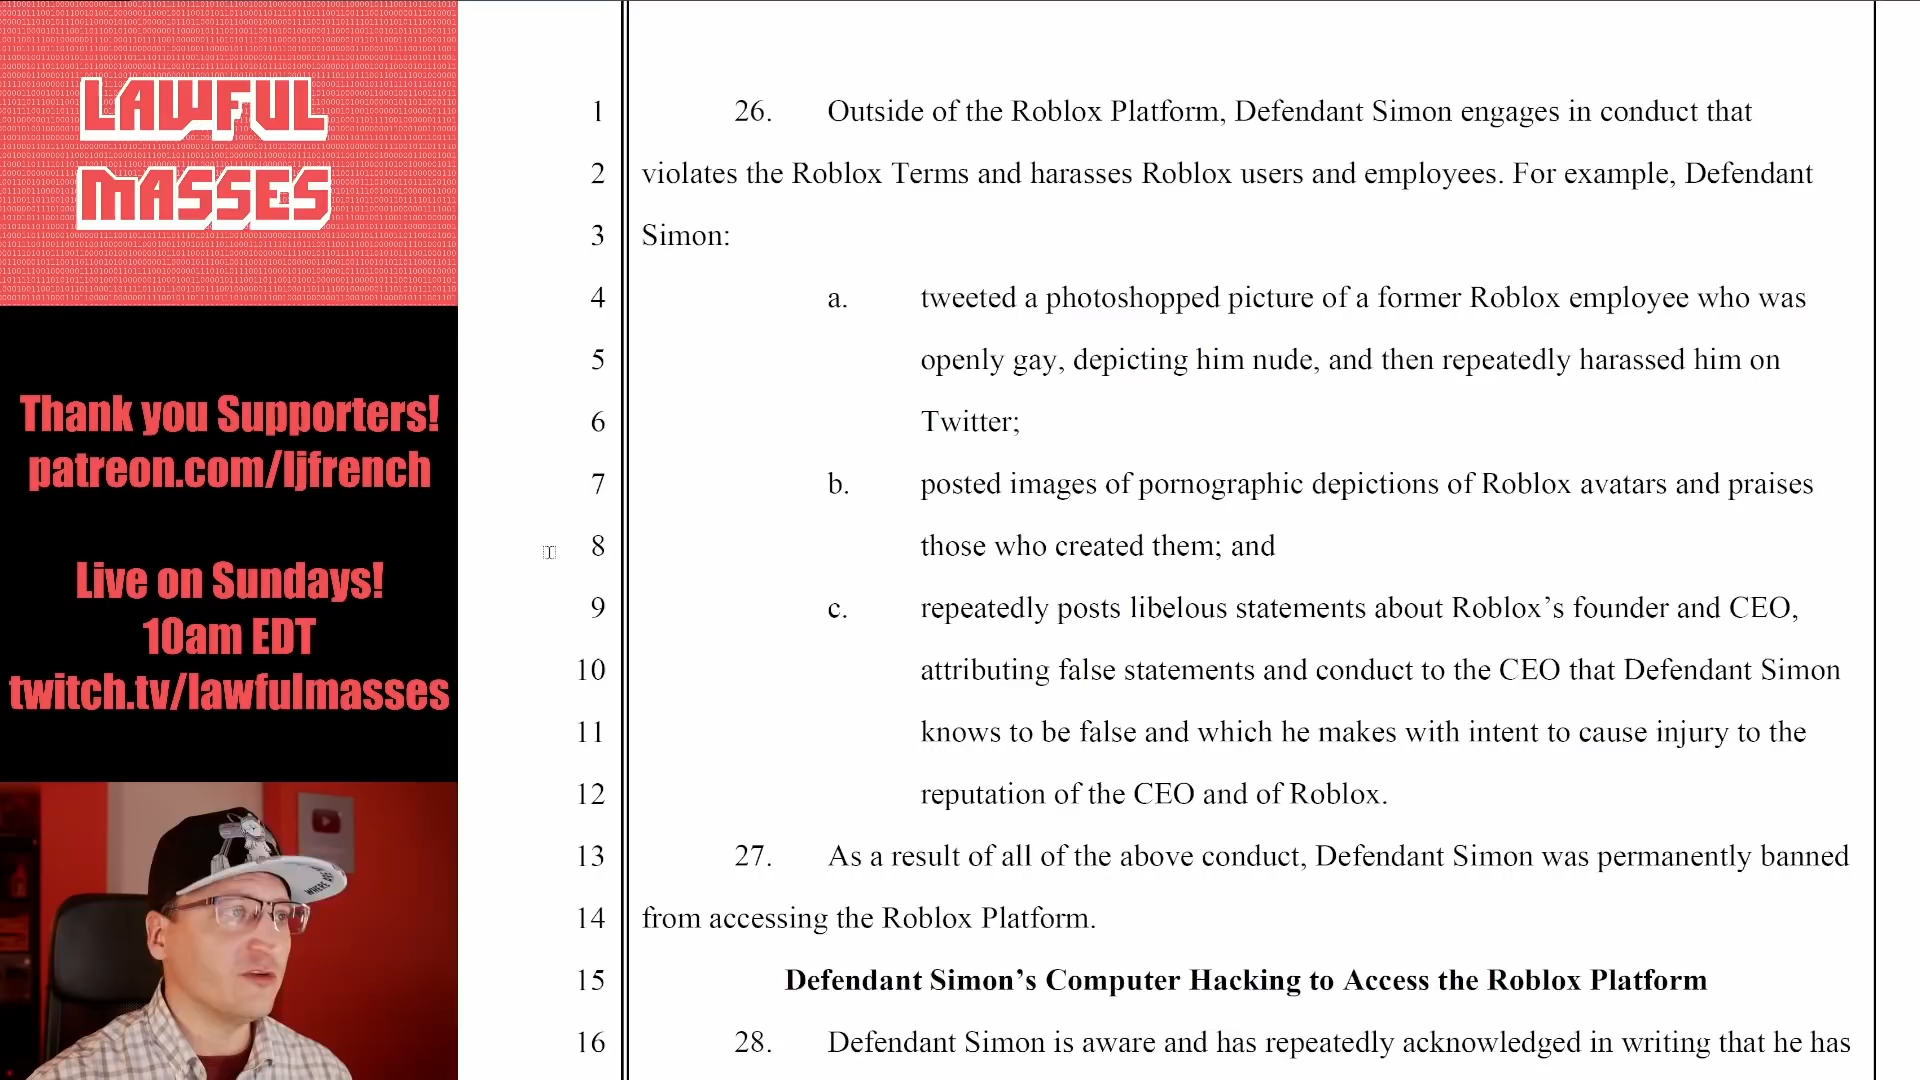 LAWFUL
MASSES
Thank you Supporters!
patreon.com/ljfrench
Live on Sundays!
10am EDT
twitch.tv/lawfulmasses
1 26. Outside of the Roblox Platform, Defendant Simon engages in conduct that
2 violates the Roblox Terms and harasses Roblox users and employees. For example, Defendant
3 Simon:
4 a. tweeted a photoshopped picture of a former Roblox employee who was
5 openly gay, depicting him nude, and then repeatedly harassed him on
6 Twitter;
7 b. posted images of pornographic depictions of Roblox avatars and praises
8 those who created them; and
9 c. repeatedly posts libelous statements about Roblox’s founder and CEO,
10 attributing false statements and conduct to the CEO that Defendant Simon
11 knows to be false and which he makes with intent to cause injury to the
12 reputation of the CEO and of Roblox.
13 27. As a result of all of the above conduct, Defendant Simon was permanently banned
14 from accessing the Roblox Platform.
15 Defendant Simon’s Computer Hacking to Access the Roblox Platform
16 28. Defendant Simon is aware and has repeatedly acknowledged in writing that he has